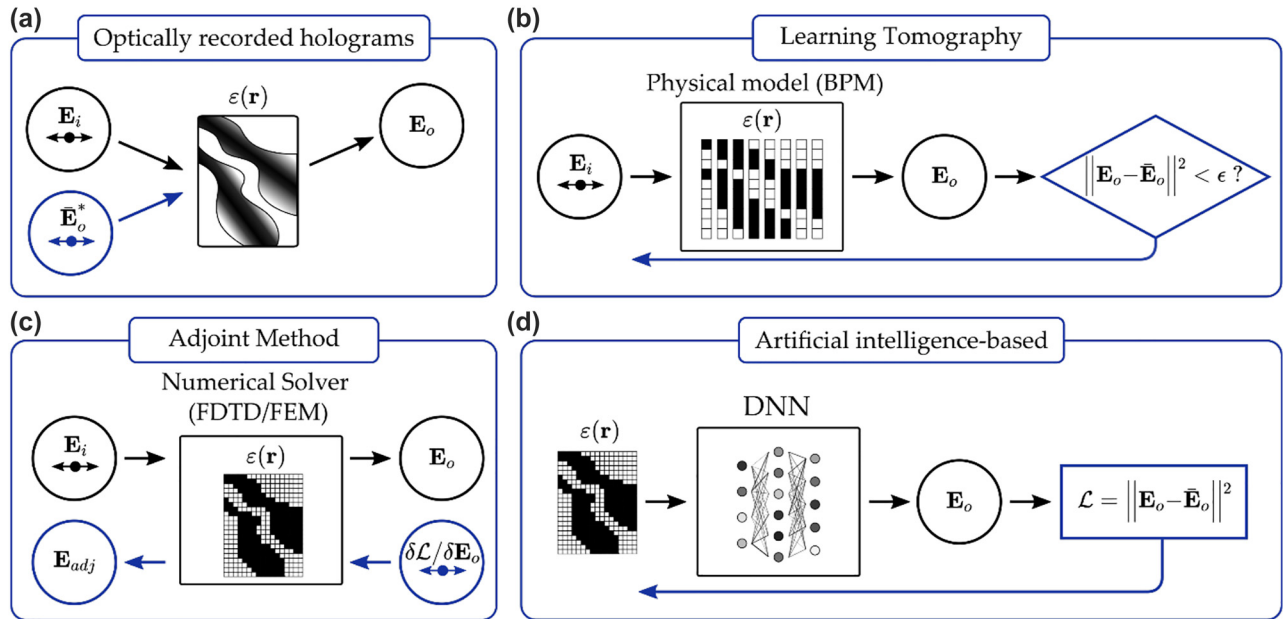 (a)
Optically recorded holograms
ε(r)
E_i
E_o
Ē_o^*
(b)
Learning Tomography
Physical model (BPM)
ε(r)
E_i
E_o
||E_o−Ē_o||² < ϵ ?
(c)
Adjoint Method
Numerical Solver
(FDTD/FEM)
ε(r)
E_i
E_o
E_adj
δℒ/δE_o
(d)
Artificial intelligence-based
DNN
ε(r)
E_o
ℒ = ||E_o−Ē_o||²